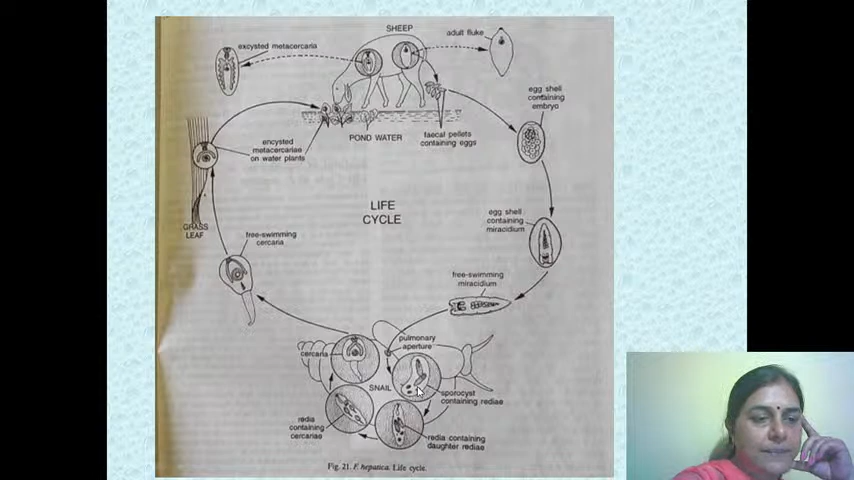 SHEEP
excysted metacercaria
adult fluke
egg shell
containing
embryo
encysted
metacercariae
on water plants
POND WATER
faecal pellets
containing eggs
LIFE
CYCLE
egg shell
containing
miracidium
GRASS
LEAF
free-swimming
cercaria
free-swimming
miracidium
pulmonary
aperture
cercaria
SNAIL
sporocyst
containing rediae
redia
containing
cercariae
redia containing
daughter rediae
Fig. 21. F. hepatica. Life cycle.